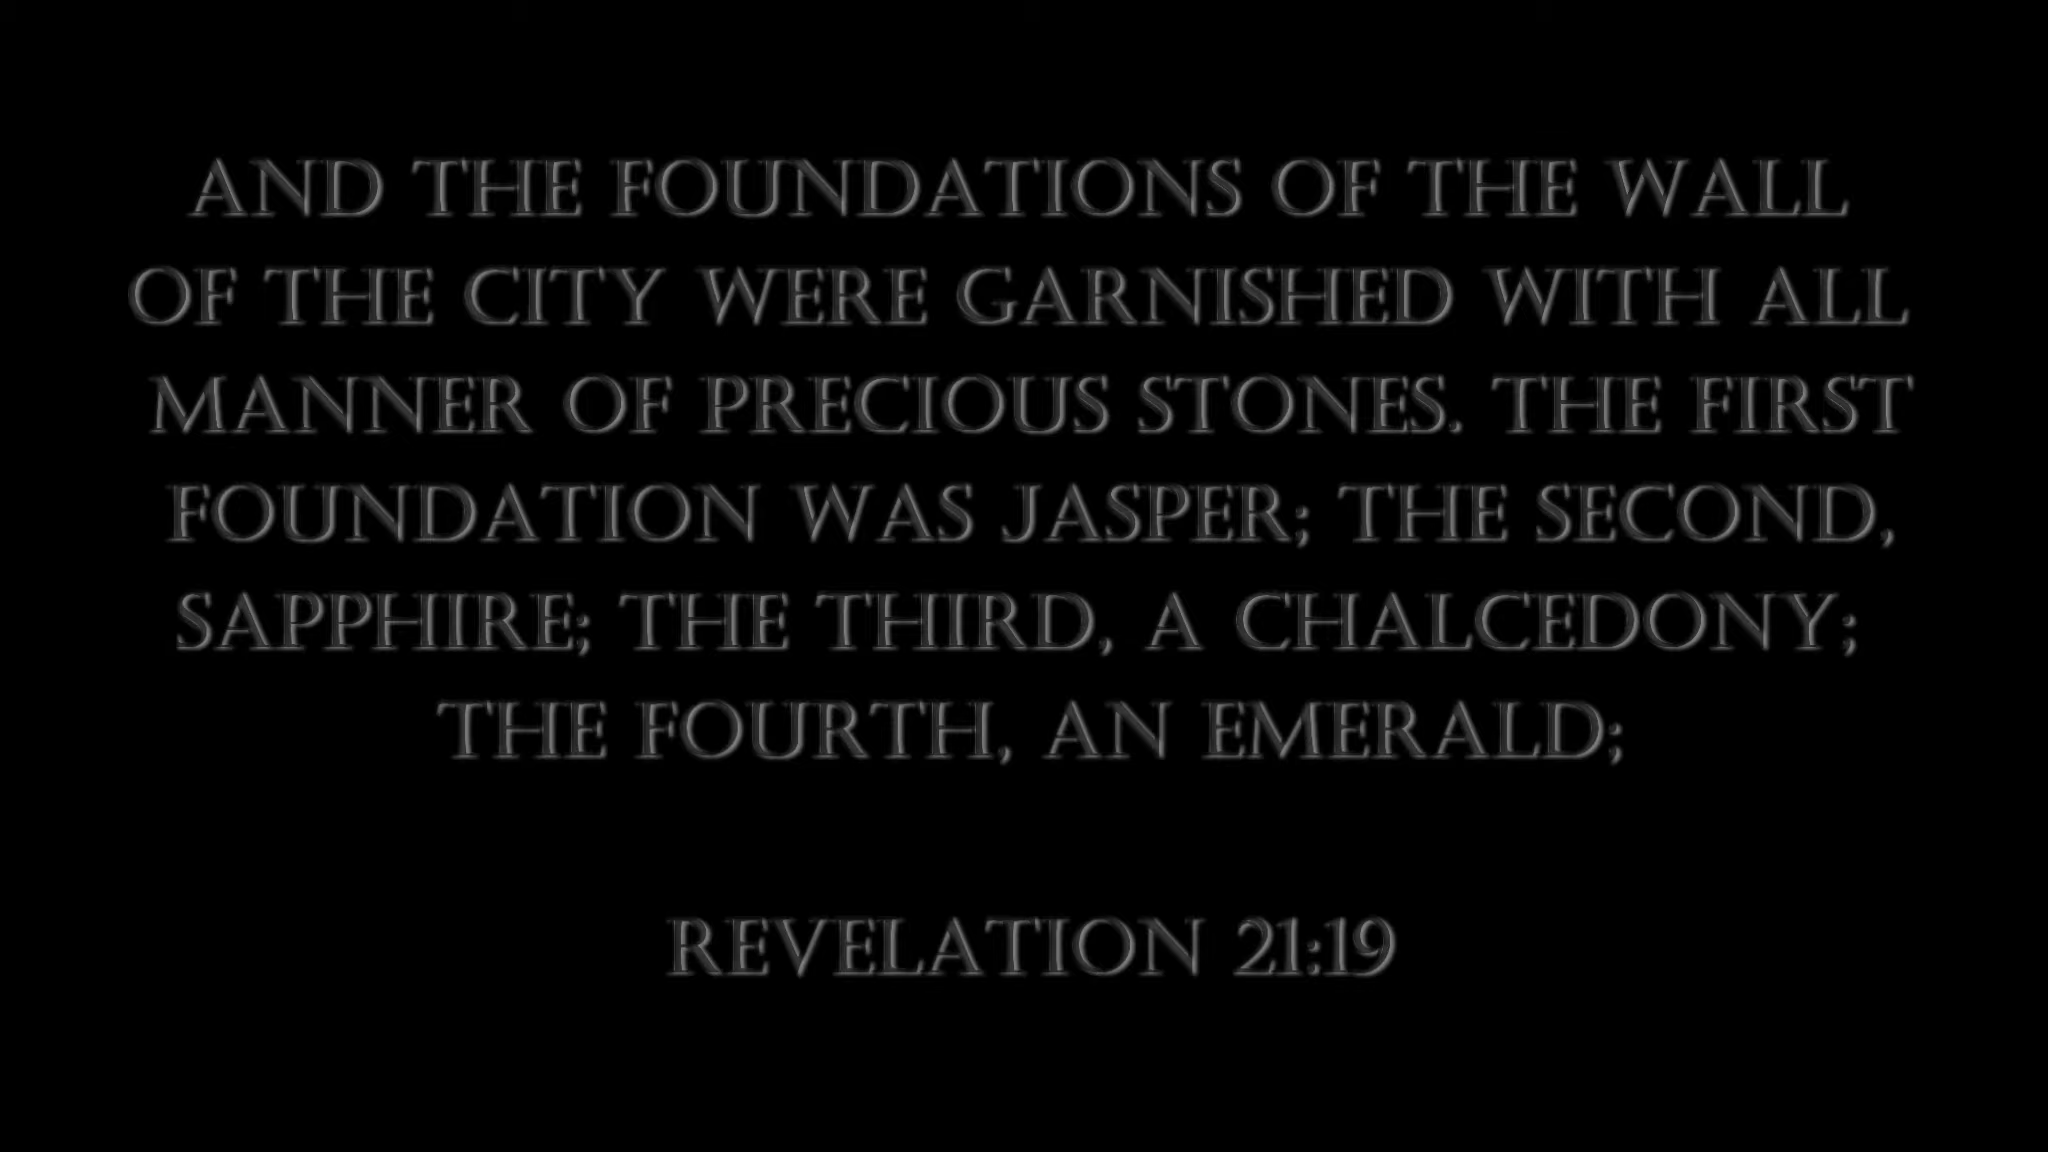 AND THE FOUNDATIONS OF THE WALL
OF THE CITY WERE GARNISHED WITH ALL
MANNER OF PRECIOUS STONES. THE FIRST
FOUNDATION WAS JASPER; THE SECOND,
SAPPHIRE; THE THIRD, A CHALCEDONY;
THE FOURTH, AN EMERALD;
REVELATION 21:19